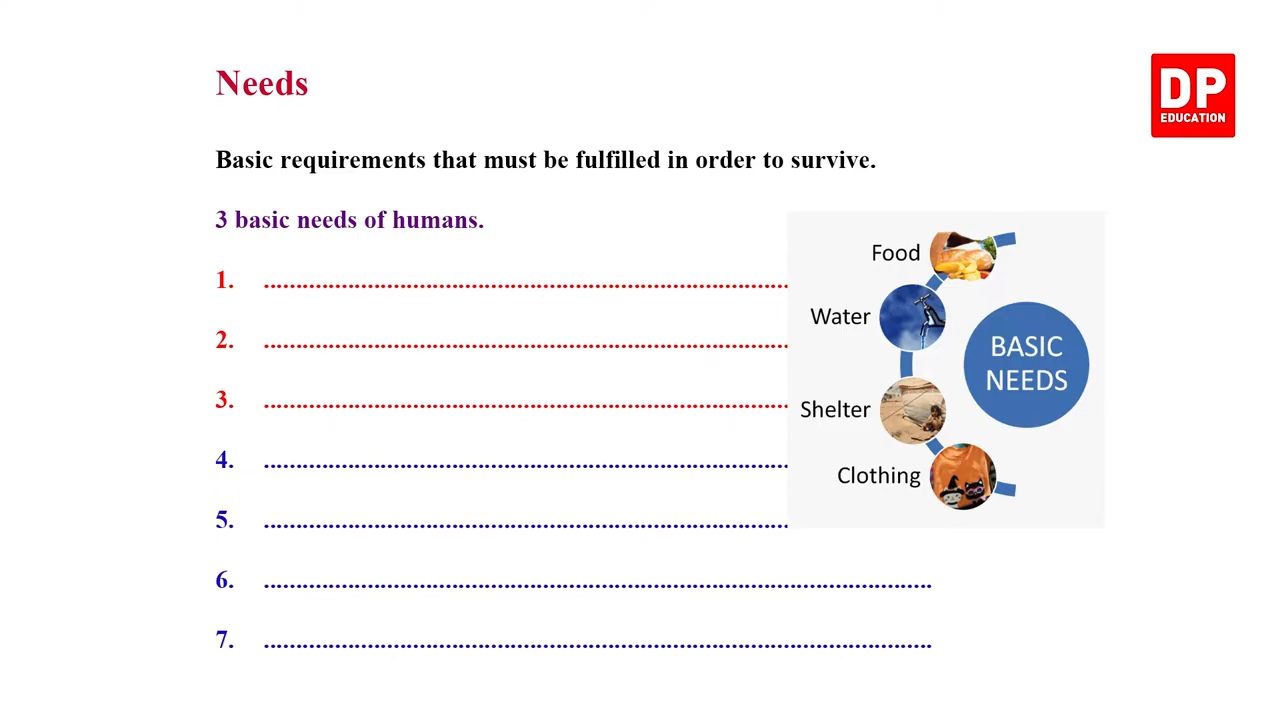 Needs
DP
EDUCATION
Basic requirements that must be fulfilled in order to survive.
3 basic needs of humans.
1. ........................................................................
2. ........................................................................
3. ........................................................................
4. ........................................................................
5. ........................................................................
6. ............................................................................................
7. ............................................................................................
Food
Water
Shelter
Clothing
BASIC
NEEDS